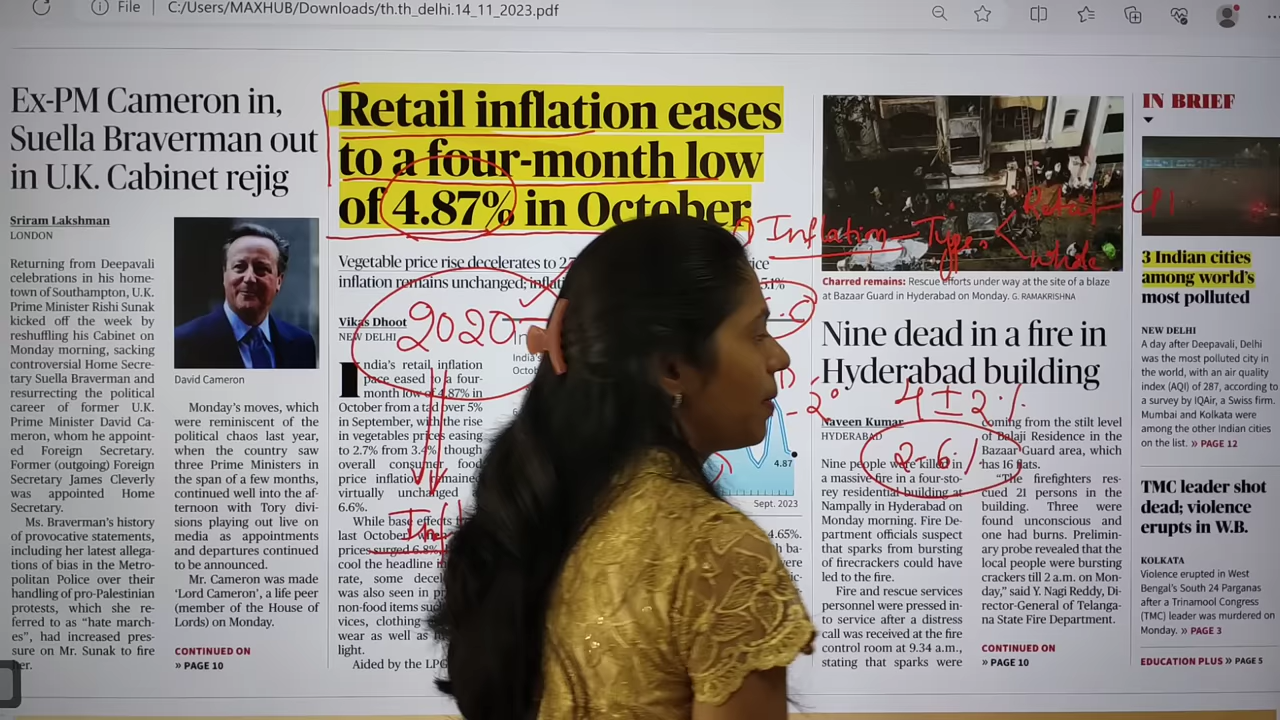 File
C:/Users/MAXHUB/Downloads/th.th_delhi.14_11_2023.pdf
Ex-PM Cameron in,
Suella Braverman out
in U.K. Cabinet rejig
Sriram Lakshman
LONDON
Returning from Deepavali
celebrations in his home-
town of Southampton, U.K.
Prime Minister Rishi Sunak
kicked off the week by
reshuffling his Cabinet on
Monday morning, sacking
controversial Home Secre-
tary Suella Braverman and
resurrecting the political
career of former U.K.
Prime Minister David Ca-
meron, whom he appoint-
ed Foreign Secretary.
Former (outgoing) Foreign
Secretary James Cleverly
was appointed Home
Secretary.
Ms. Braverman's history
of provocative statements,
including her latest allega-
tions of bias in the Metro-
politan Police over their
handling of pro-Palestinian
protests, which she re-
ferred to as "hate march-
es", had increased pres-
sure on Mr. Sunak to fire
her.
David Cameron
Monday's moves, which
were reminiscent of the
political chaos last year,
when the country saw
three Prime Ministers in
the span of a few months,
continued well into the af-
ternoon with Tory divi-
sions playing out live on
media as appointments
and departures continued
to be announced.
Mr. Cameron was made
'Lord Cameron', a life peer
(member of the House of
Lords) on Monday.
CONTINUED ON
» PAGE 10
Retail inflation eases
to a four-month low
of 4.87% in October
Vegetable price rise decelerates to
inflation remains unchanged;
5.1%
2020
Vikas Dhoot
NEW DELHI
India's retail inflation
pace eased to a four-
month low of 4.87% in
October from a tad over 5%
in September, with the rise
in vegetables prices easing
to 2.7% from 3.4% though
overall consumer food
price inflation remained
virtually unchanged
6.6%.
While base effects
last October, when
prices surged 6.8%,
cool the headline
rate, some
was also seen in
non-food items
vices, clothing
wear as well as
light.
Aided by the LPG
4.87
Sept. 2023
4.65%.
Inflation - Types
Retail - CPI
whole
Charred remains: Rescue efforts under way at the site of a blaze
at Bazaar Guard in Hyderabad on Monday. G. RAMAKRISHNA
Nine dead in a fire in
Hyderabad building
4 ± 2%
2-6%
Naveen Kumar
HYDERABAD
Nine people were killed in
a massive fire in a four-sto-
rey residential building at
Nampally in Hyderabad on
Monday morning. Fire De-
partment officials suspect
that sparks from bursting
of firecrackers could have
led to the fire.
Fire and rescue services
personnel were pressed in-
to service after a distress
call was received at the fire
control room at 9.34 a.m.,
stating that sparks were
coming from the stilt level
of Balaji Residence in the
Bazaar Guard area, which
has 16 flats.
"The firefighters res-
cued 21 persons in the
building. Three were
found unconscious and
one had burns. Prelimin-
ary probe revealed that the
local people were bursting
crackers till 2 a.m. on Mon-
day," said Y. Nagi Reddy, Di-
rector-General of Telanga-
na State Fire Department.
CONTINUED ON
» PAGE 10
IN BRIEF
3 Indian cities
among world's
most polluted
NEW DELHI
A day after Deepavali, Delhi
was the most polluted city in
the world, with an air quality
index (AQI) of 287, according to
a survey by IQAir, a Swiss firm.
Mumbai and Kolkata were
among the other Indian cities
on the list. » PAGE 12
TMC leader shot
dead; violence
erupts in W.B.
KOLKATA
Violence erupted in West
Bengal's South 24 Parganas
after a Trinamool Congress
(TMC) leader was murdered on
Monday. » PAGE 3
EDUCATION PLUS » PAGE 5